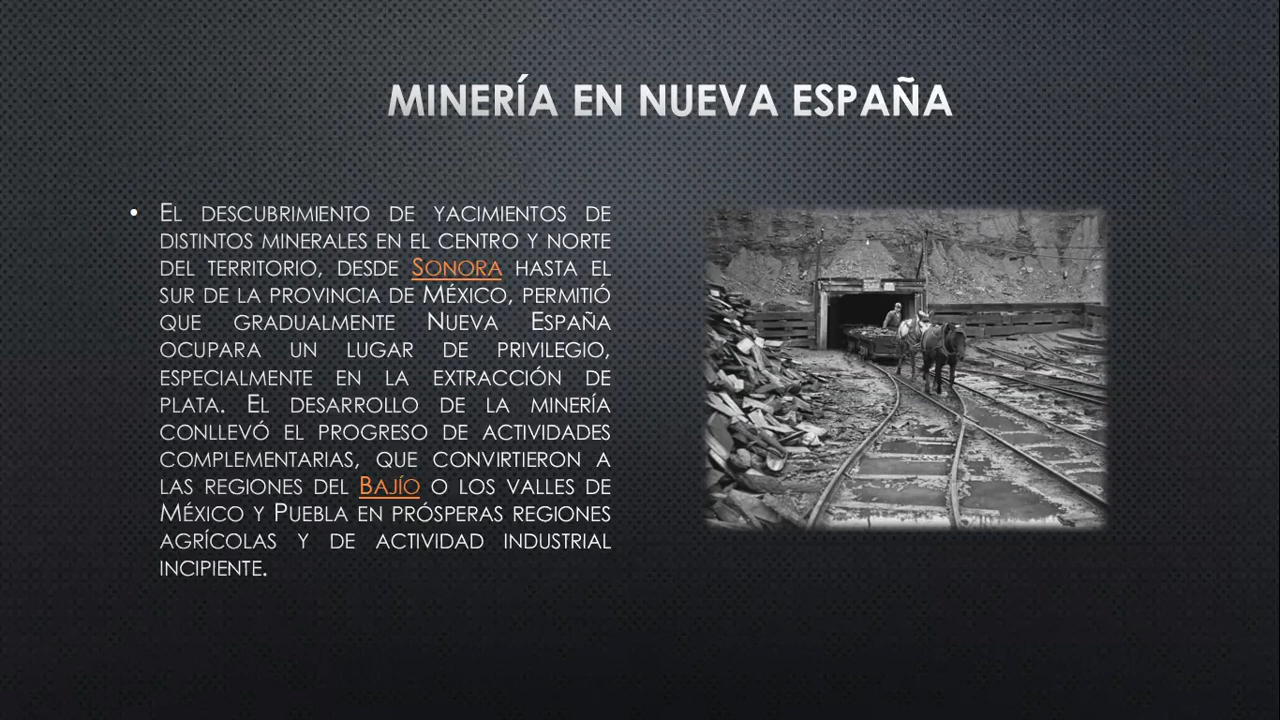 MINERÍA EN NUEVA ESPAÑA
• EL DESCUBRIMIENTO DE YACIMIENTOS DE
DISTINTOS MINERALES EN EL CENTRO Y NORTE
DEL TERRITORIO, DESDE SONORA HASTA EL
SUR DE LA PROVINCIA DE MÉXICO, PERMITIÓ
QUE GRADUALMENTE NUEVA ESPAÑA
OCUPARA UN LUGAR DE PRIVILEGIO,
ESPECIALMENTE EN LA EXTRACCIÓN DE
PLATA. EL DESARROLLO DE LA MINERÍA
CONLLEVÓ EL PROGRESO DE ACTIVIDADES
COMPLEMENTARIAS, QUE CONVIRTIERON A
LAS REGIONES DEL BAJÍO O LOS VALLES DE
MÉXICO Y PUEBLA EN PRÓSPERAS REGIONES
AGRÍCOLAS Y DE ACTIVIDAD INDUSTRIAL
INCIPIENTE.